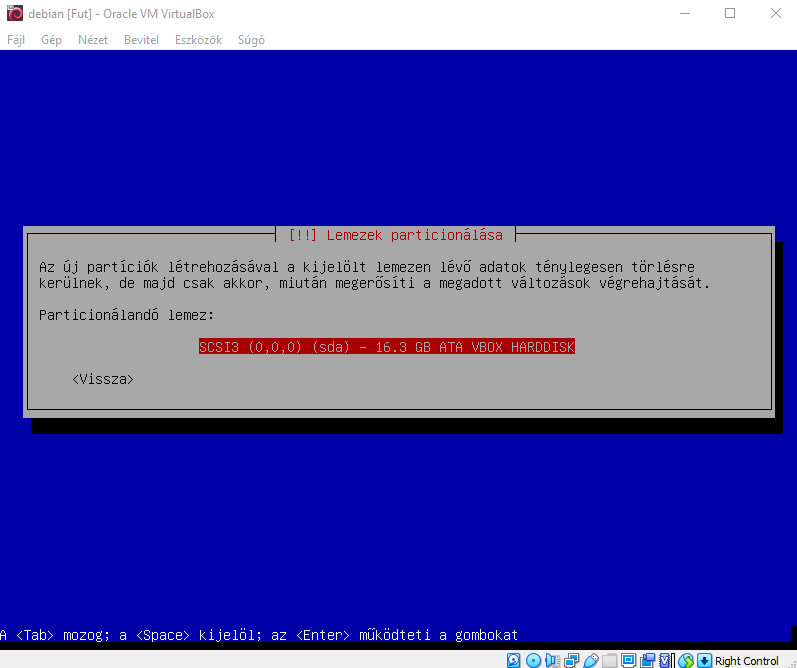 debian [Fut] - Oracle VM VirtualBox
Fájl Gép Nézet Bevitel Eszközök Súgó
[!!] Lemezek particionálása
Az új partíciók létrehozásával a kijelölt lemezen lévő adatok ténylegesen törlésre
kerülnek, de majd csak akkor, miután megerősíti a megadott változások végrehajtását.
Particionálandó lemez:
SCSI3 (0,0,0) (sda) - 16.3 GB ATA VBOX HARDDISK
<Vissza>
A <Tab> mozog; a <Space> kijelöl; az <Enter> működteti a gombokat
Right Control